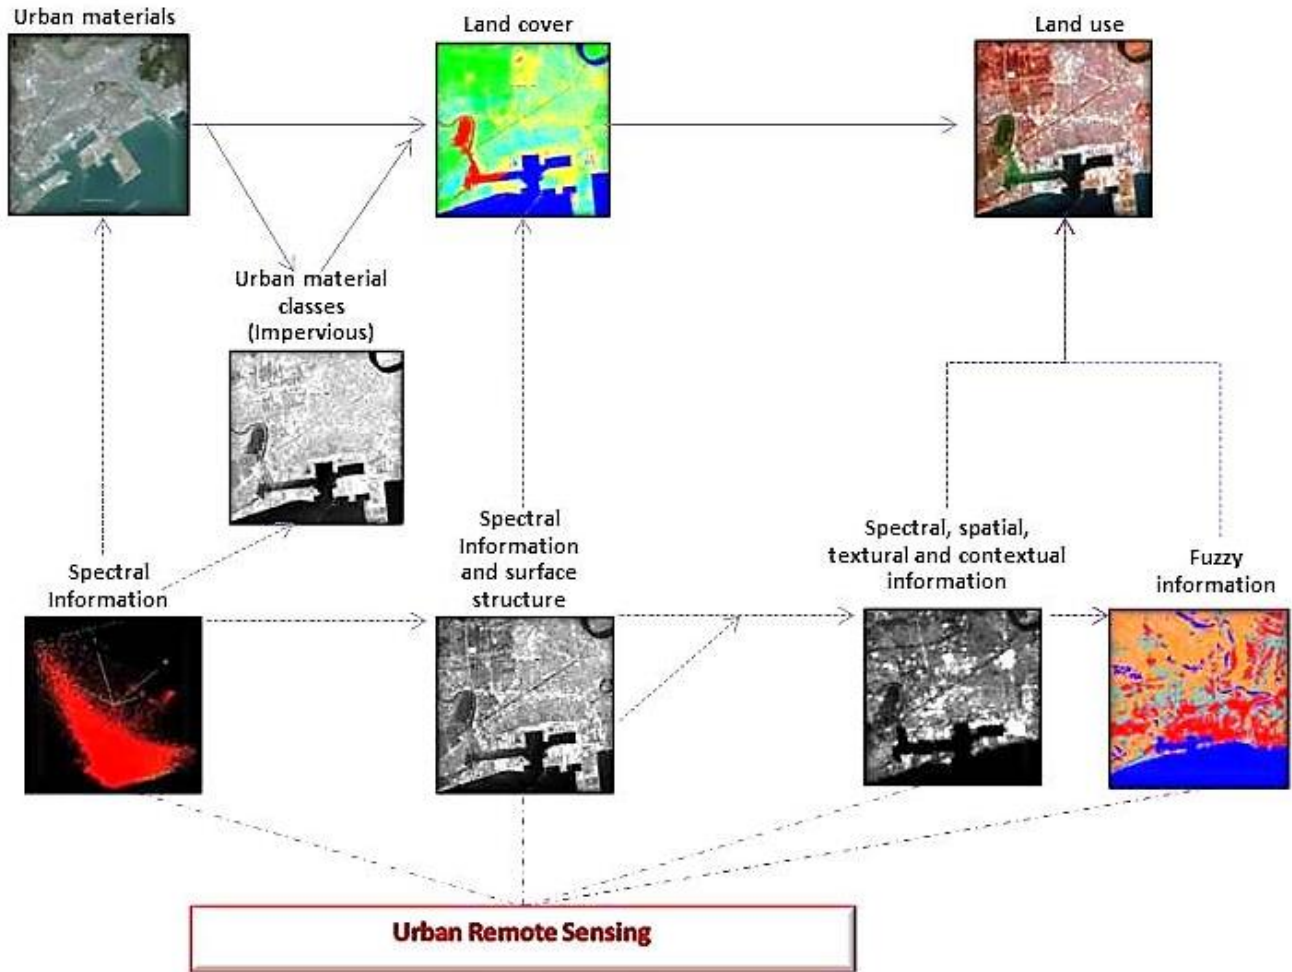 Urban materials
Land cover
Land use
Urban material
classes
(Impervious)
Spectral
Information
Spectral
Information
and surface
structure
Spectral, spatial,
textural and contextual
information
Fuzzy
information
Urban Remote Sensing